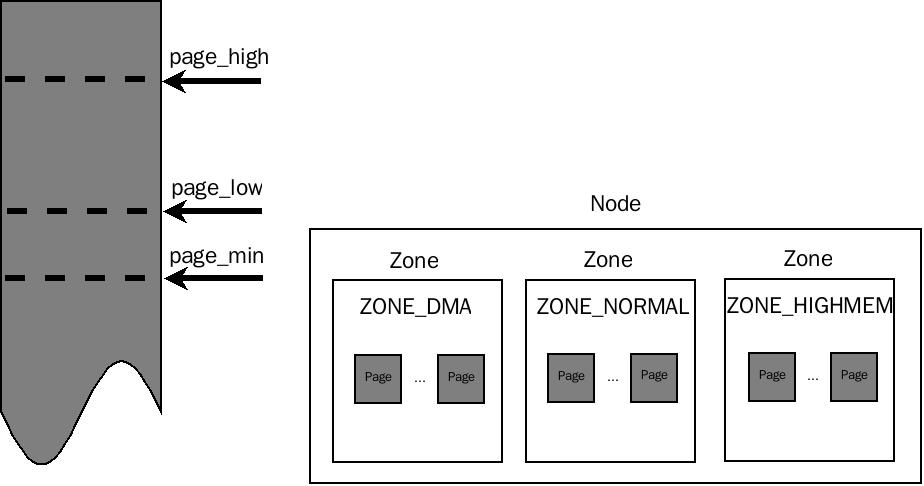 page_high
page_low
page_min
Node
Zone Zone Zone
ZONE_DMA ZONE_NORMAL ZONE_HIGHMEM
Page ... Page Page ... Page Page ... Page